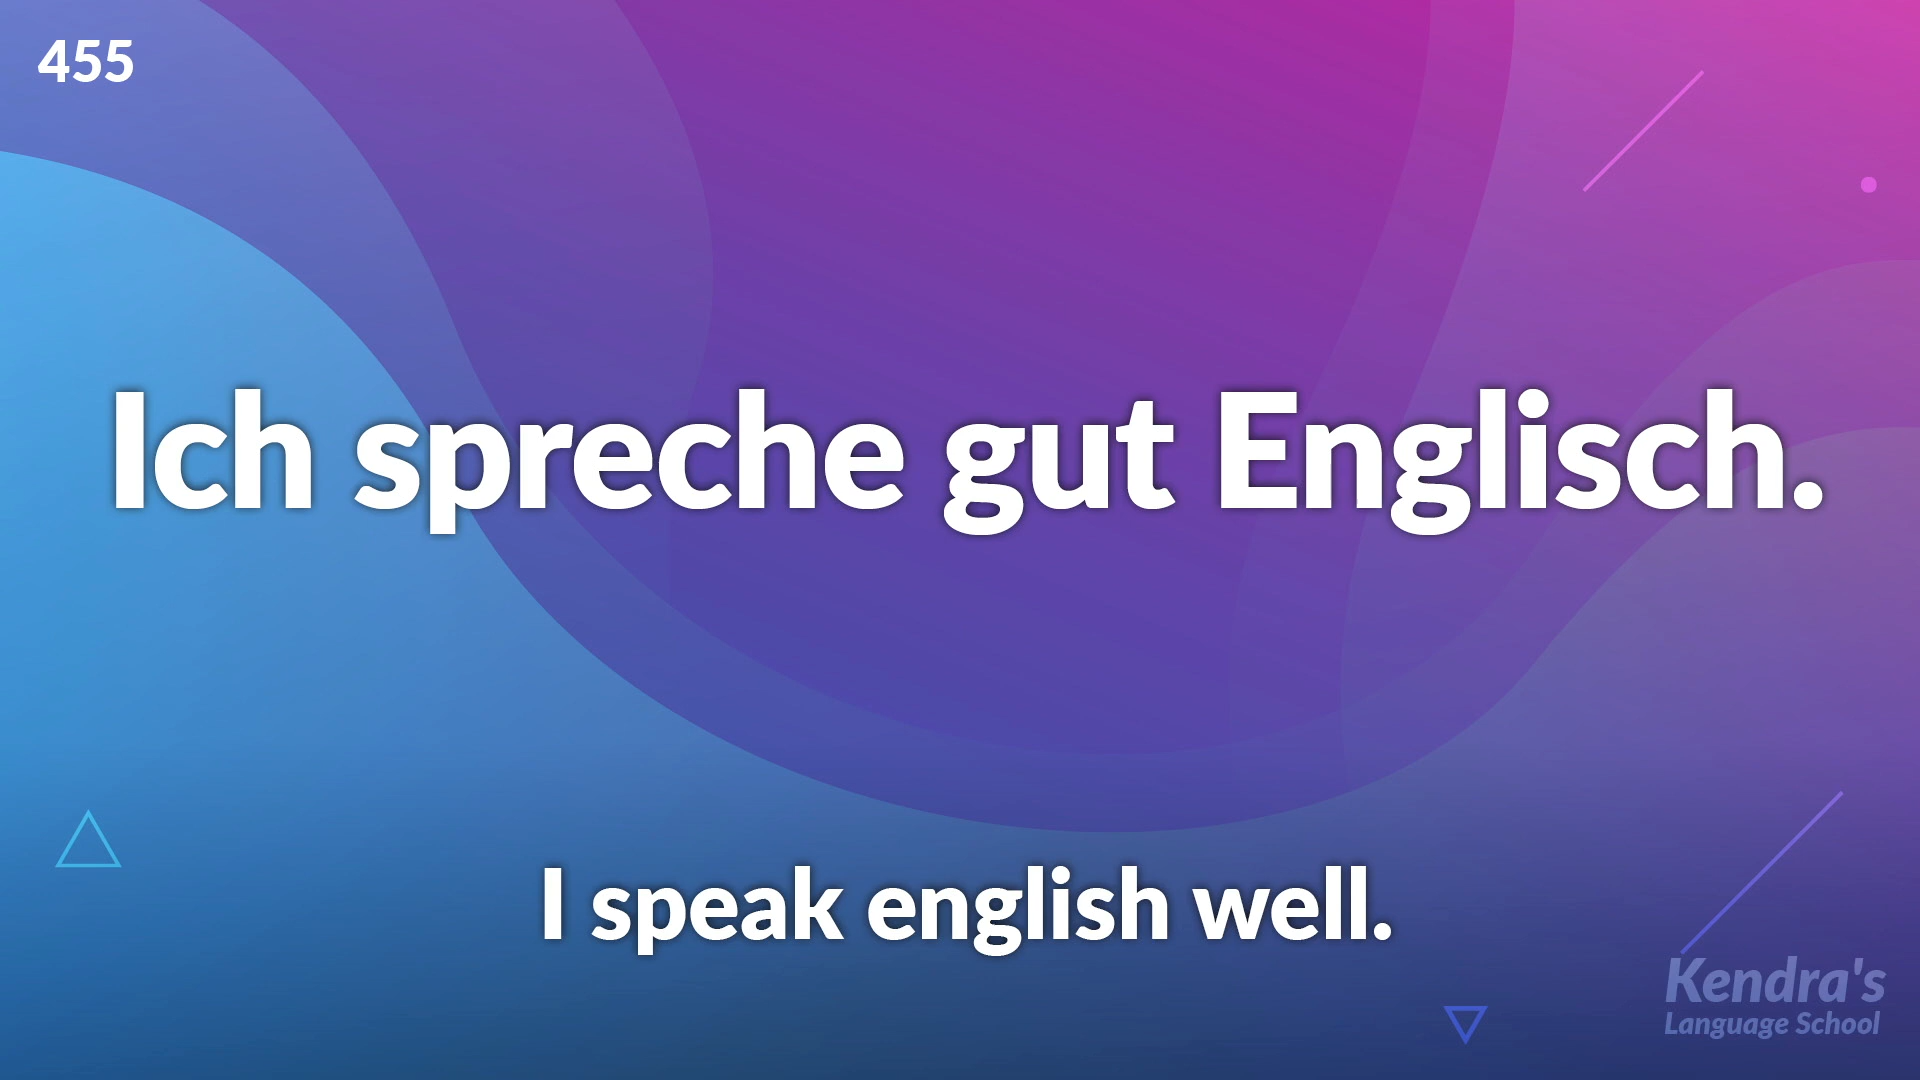 455
Ich spreche gut Englisch.
I speak english well.
Kendra's
Language School